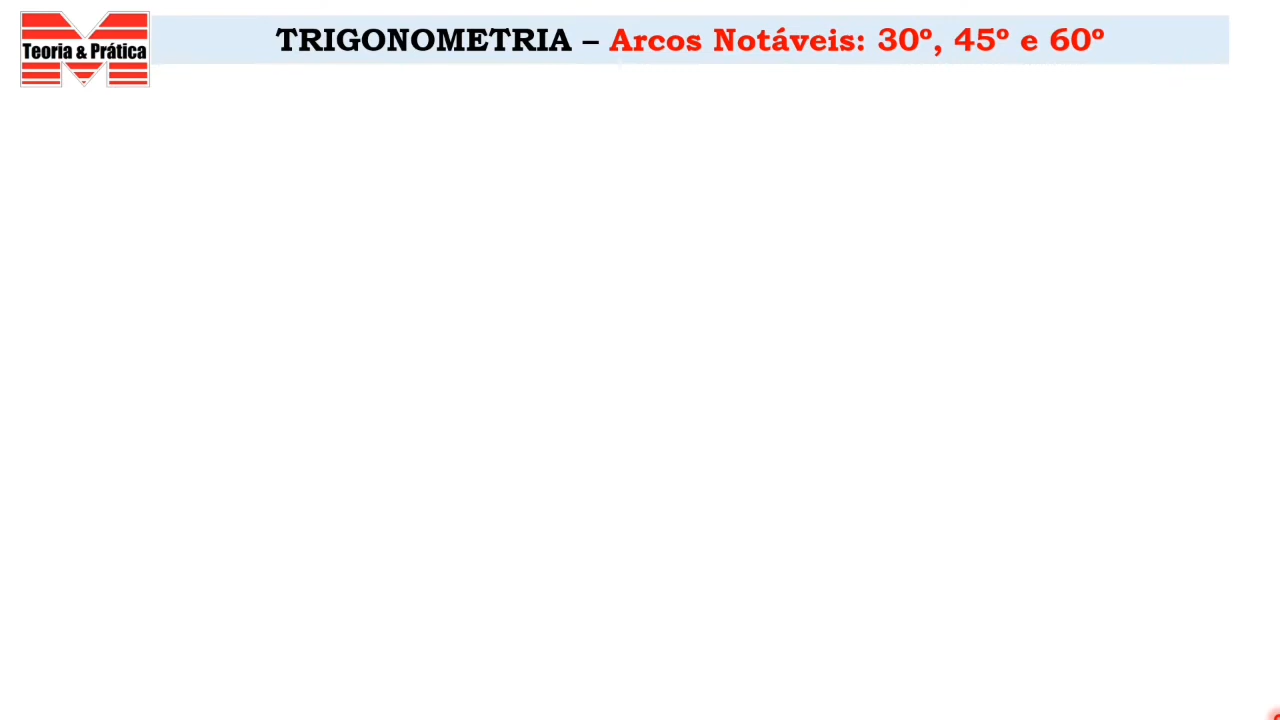 Teoria & Prática
TRIGONOMETRIA – Arcos Notáveis: 30º, 45º e 60º